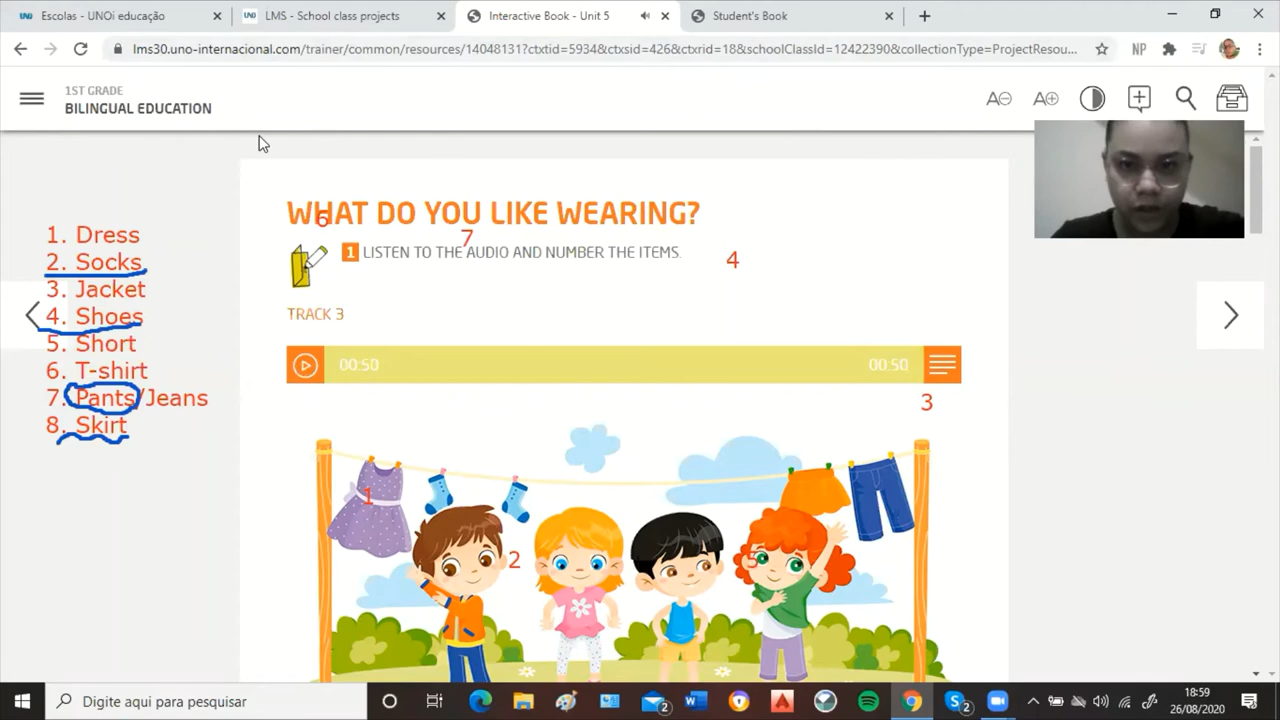 Escolas - UNOi educação
LMS - School class projects
Interactive Book - Unit 5
Student's Book
lms30.uno-internacional.com/trainer/common/resources/14048131?ctxtid=5934&ctxsid=426&ctxrid=18&schoolClassId=12422390&collectionType=ProjectResou...
NP
1ST GRADE
BILINGUAL EDUCATION
A
A
WHAT DO YOU LIKE WEARING?
6
7
1 LISTEN TO THE AUDIO AND NUMBER THE ITEMS.
4
TRACK 3
00:50
00:50
3
1. Dress
2. Socks
3. Jacket
4. Shoes
5. Short
6. T-shirt
7. Pants/Jeans
8. Skirt
1
2
5
Digite aqui para pesquisar
2
2
18:59
26/08/2020